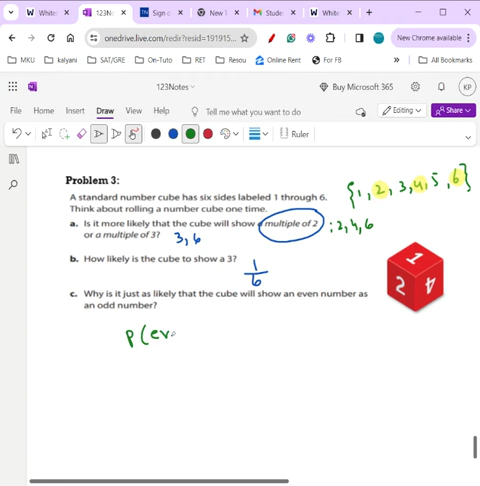 White
123No
Sign c
New T
Stude
White
onedrive.live.com/redir?resid=191915...
New Chrome available
MKU
kalyani
SAT/GRE
On-Tuto
RET
Resou
Online Rent
For FB
»
All Bookmarks
123Notes
Buy Microsoft 365
KP
File
Home
Insert
Draw
View
Help
Tell me what you want to do
Editing
Share
Ruler
Problem 3:
A standard number cube has six sides labeled 1 through 6.
Think about rolling a number cube one time.
{1, 2, 3, 4, 5, 6}
a. Is it more likely that the cube will show a multiple of 2
or a multiple of 3?
3, 6
: 2, 4, 6
b. How likely is the cube to show a 3?
1/6
c. Why is it just as likely that the cube will show an even number as
an odd number?
1
2
4
P(ev